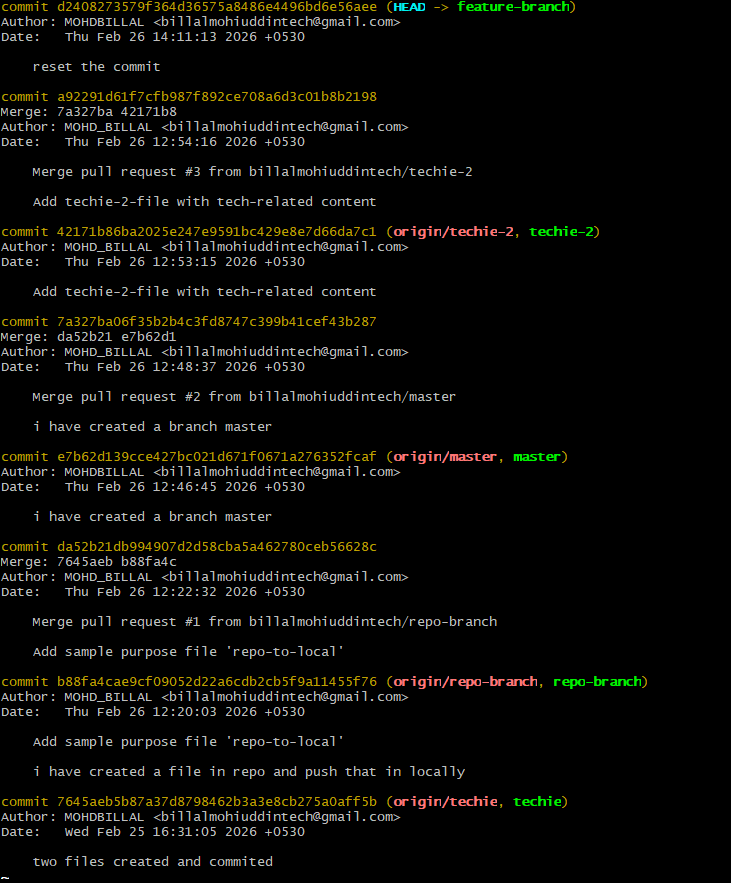 commit d2408273579f364d36575a8486e4496bd6e56aee (HEAD -> feature-branch)
Author: MOHDBILLAL <billalmohiuddintech@gmail.com>
Date:   Thu Feb 26 14:11:13 2026 +0530

    reset the commit

commit a92291d61f7cfb987f892ce708a6d3c01b8b2198
Merge: 7a327ba 42171b8
Author: MOHD_BILLAL <billalmohiuddintech@gmail.com>
Date:   Thu Feb 26 12:54:16 2026 +0530

    Merge pull request #3 from billalmohiuddintech/techie-2

    Add techie-2-file with tech-related content

commit 42171b86ba2025e247e9591bc429e8e7d66da7c1 (origin/techie-2, techie-2)
Author: MOHD_BILLAL <billalmohiuddintech@gmail.com>
Date:   Thu Feb 26 12:53:15 2026 +0530

    Add techie-2-file with tech-related content

commit 7a327ba06f35b2b4c3fd8747c399b41cef43b287
Merge: da52b21 e7b62d1
Author: MOHD_BILLAL <billalmohiuddintech@gmail.com>
Date:   Thu Feb 26 12:48:37 2026 +0530

    Merge pull request #2 from billalmohiuddintech/master

    i have created a branch master

commit e7b62d139cce427bc021d671f0671a276352fcaf (origin/master, master)
Author: MOHDBILLAL <billalmohiuddintech@gmail.com>
Date:   Thu Feb 26 12:46:45 2026 +0530

    i have created a branch master

commit da52b21db994907d2d58cba5a462780ceb56628c
Merge: 7645aeb b88fa4c
Author: MOHD_BILLAL <billalmohiuddintech@gmail.com>
Date:   Thu Feb 26 12:22:32 2026 +0530

    Merge pull request #1 from billalmohiuddintech/repo-branch

    Add sample purpose file 'repo-to-local'

commit b88fa4cae9cf09052d22a6cdb2cb5f9a11455f76 (origin/repo-branch, repo-branch)
Author: MOHD_BILLAL <billalmohiuddintech@gmail.com>
Date:   Thu Feb 26 12:20:03 2026 +0530

    Add sample purpose file 'repo-to-local'

    i have created a file in repo and push that in locally

commit 7645aeb5b87a37d8798462b3a3e8cb275a0aff5b (origin/techie, techie)
Author: MOHDBILLAL <billalmohiuddintech@gmail.com>
Date:   Wed Feb 25 16:31:05 2026 +0530

    two files created and commited
~